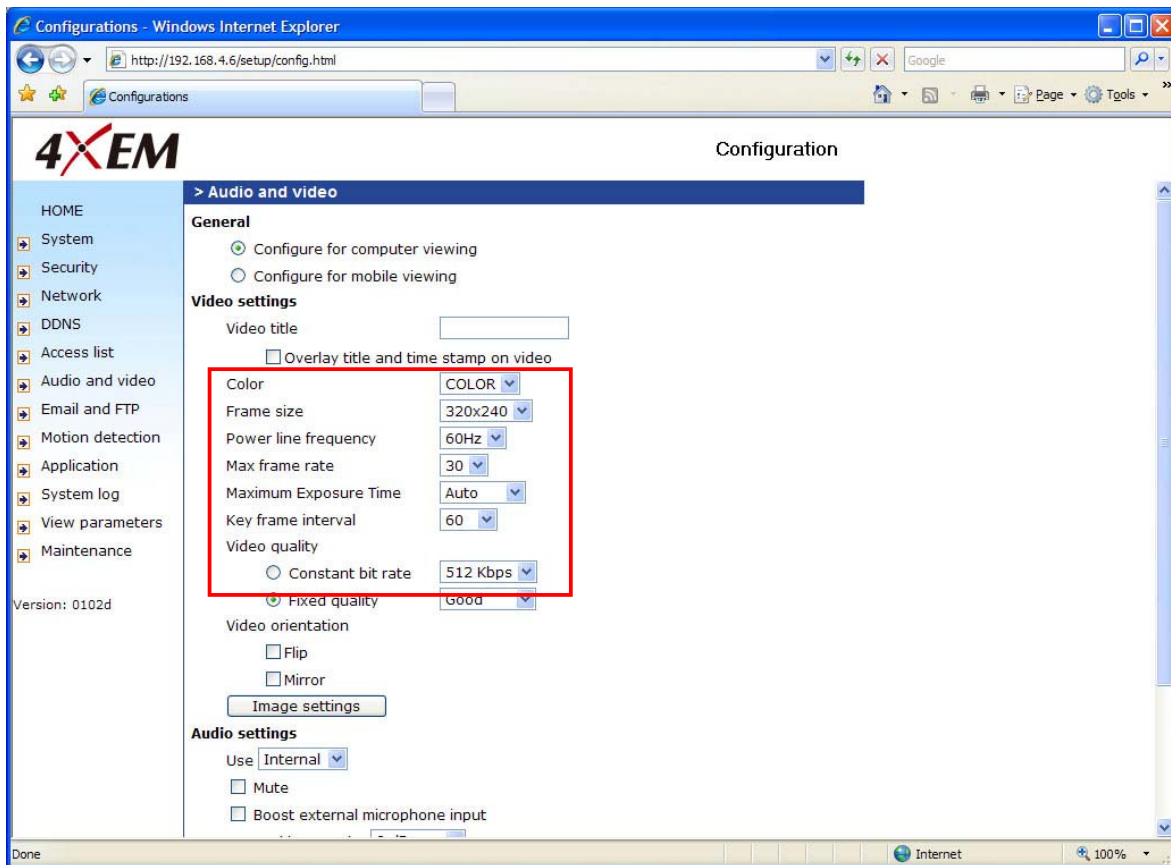 Configurations - Windows Internet Explorer
http://192.168.4.6/setup/config.html
Google
Configurations
Page
Tools
4XEM
Configuration
HOME
System
Security
Network
DDNS
Access list
Audio and video
Email and FTP
Motion detection
Application
System log
View parameters
Maintenance
Version: 0102d
> Audio and video
General
Configure for computer viewing
Configure for mobile viewing
Video settings
Video title
Overlay title and time stamp on video
Color COLOR
Frame size 320x240
Power line frequency 60Hz
Max frame rate 30
Maximum Exposure Time Auto
Key frame interval 60
Video quality
Constant bit rate 512 Kbps
Fixed quality Good
Video orientation
Flip
Mirror
Image settings
Audio settings
Use Internal
Mute
Boost external microphone input
Done
Internet
100%